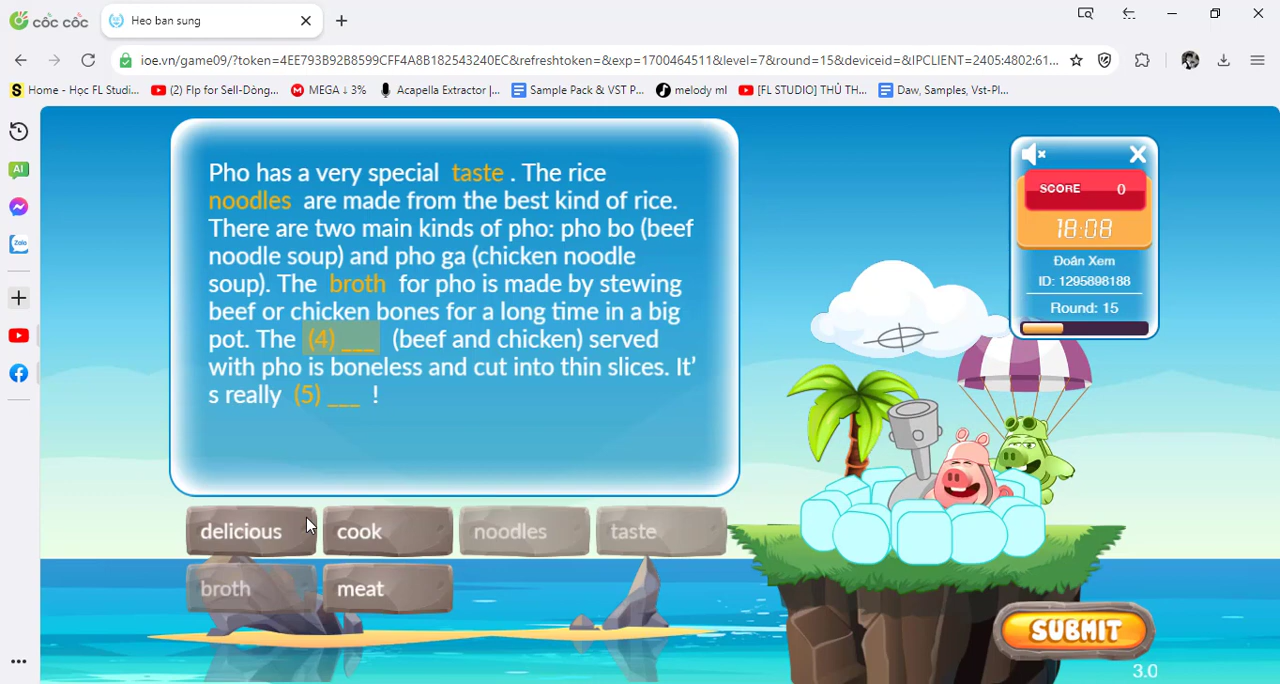 cốc cốc
Heo ban sung
ioe.vn/game09/?token=4EE793B92B8599CFF4A8B182543240EC&refreshtoken=&exp=1700464511&level=7&round=15&deviceid=&IPCLIENT=2405:4802:61...
S Home - Học FL Studi...
(2) Flp for Sell-Dòng...
MEGA ↓ 3%
Acapella Extractor |...
Sample Pack & VST P...
melody ml
[FL STUDIO] THỦ TH...
Daw, Samples, Vst-Pl...
AI
Zalo
Pho has a very special taste . The rice
noodles are made from the best kind of rice.
There are two main kinds of pho: pho bo (beef
noodle soup) and pho ga (chicken noodle
soup). The broth for pho is made by stewing
beef or chicken bones for a long time in a big
pot. The (4) ___ (beef and chicken) served
with pho is boneless and cut into thin slices. It’
s really (5) ___ !
SCORE 0
18:08
Đoàn Xem
ID: 1295898188
Round: 15
delicious
cook
noodles
taste
broth
meat
SUBMIT
3.0